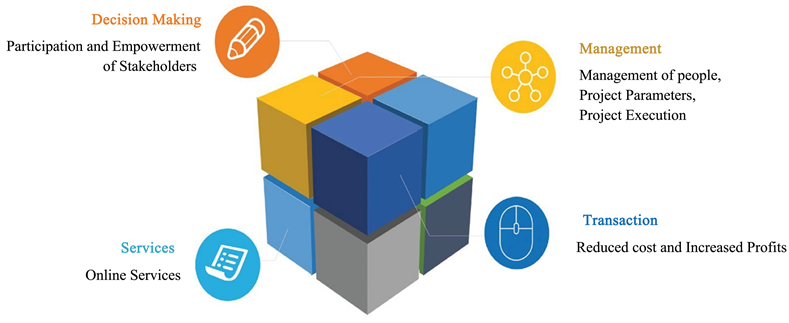 Decision Making
Participation and Empowerment
of Stakeholders
Management
Management of people,
Project Parameters,
Project Execution
Services
Online Services
Transaction
Reduced cost and Increased Profits